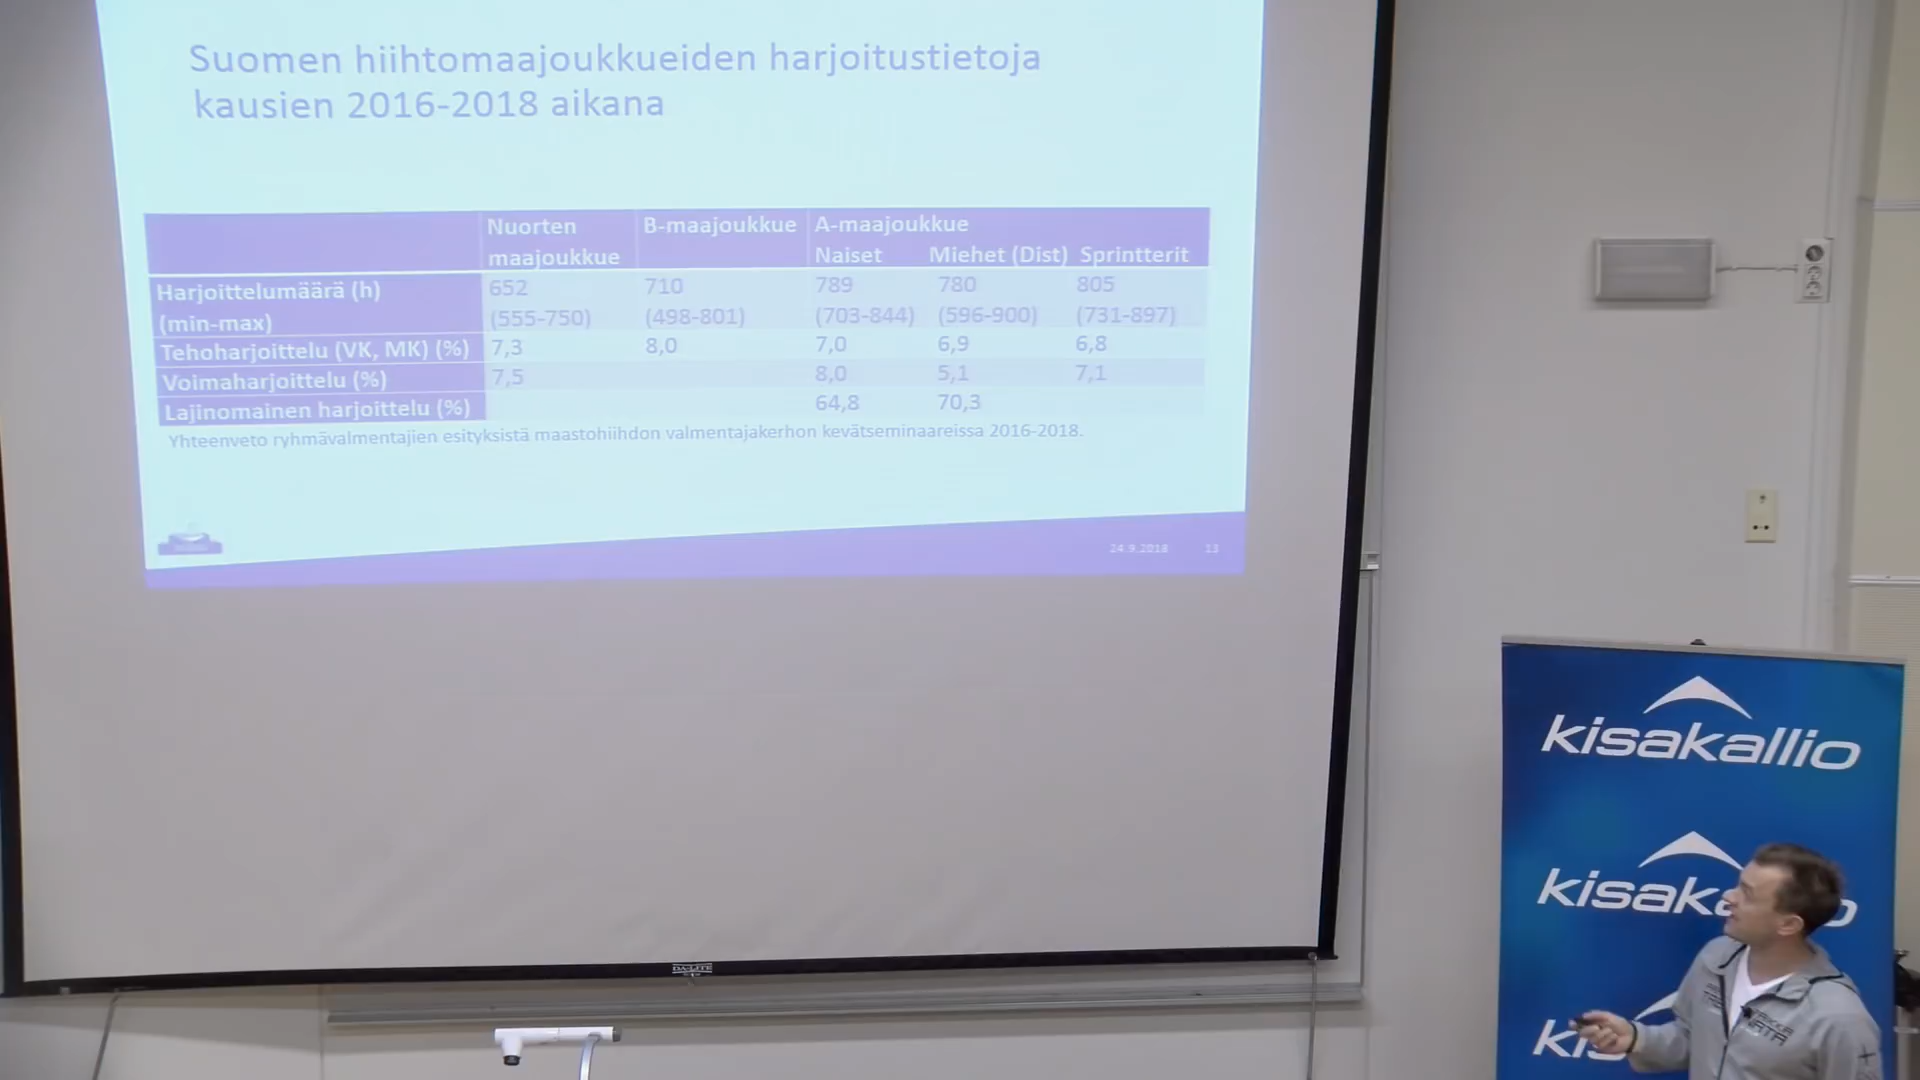 Suomen hiihtomaajoukkueiden harjoitustietoja
kausien 2016-2018 aikana
Nuorten maajoukkue B-maajoukkue A-maajoukkue
Naiset Miehet (Dist) Sprintterit
Harjoittelumäärä (h) 652 710 789 780 805
(min-max) (555-750) (498-801) (703-844) (596-900) (731-897)
Tehoharjoittelu (VK, MK) (%) 7,3 8,0 7,0 6,9 6,8
Voimaharjoittelu (%) 7,5 8,0 5,1 7,1
Lajinomainen harjoittelu (%) 64,8 70,3
Yhteenveto ryhmävalmentajien esityksistä maastohiihdon valmentajakerhon kevätseminaareissa 2016-2018.
24.9.2018 13
DA-LITE
kisakallio